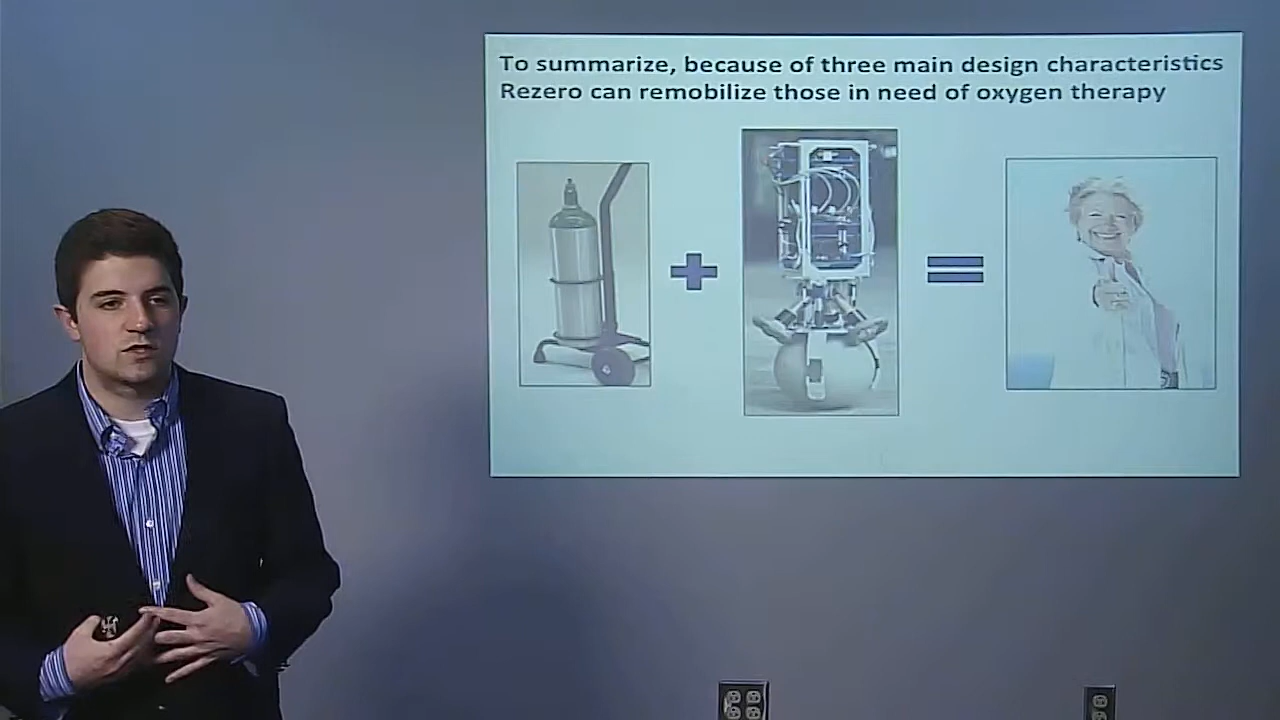 To summarize, because of three main design characteristics
Rezero can remobilize those in need of oxygen therapy